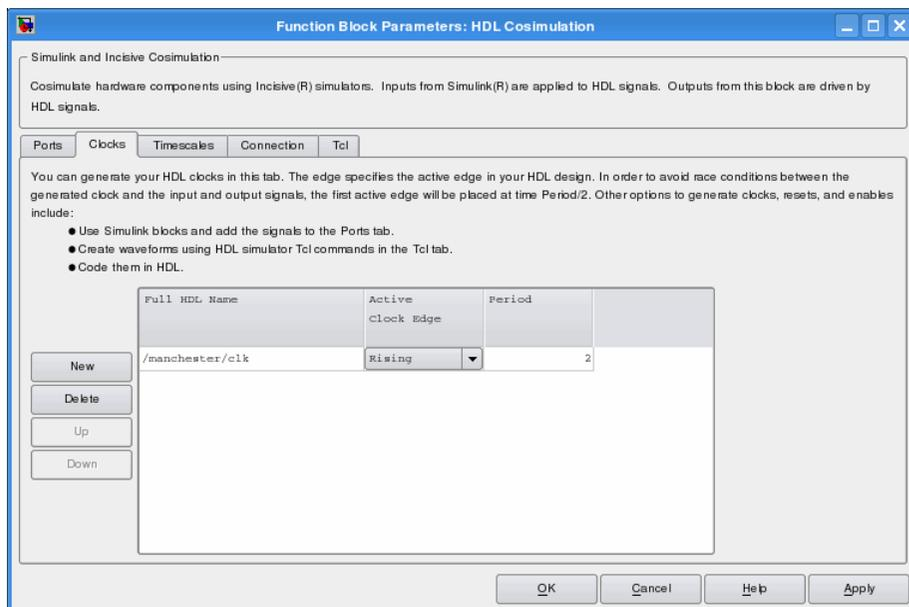 Function Block Parameters: HDL Cosimulation
Simulink and Incisive Cosimulation
Cosimulate hardware components using Incisive(R) simulators. Inputs from Simulink(R) are applied to HDL signals. Outputs from this block are driven by
HDL signals.
Ports Clocks Timescales Connection Tcl
You can generate your HDL clocks in this tab. The edge specifies the active edge in your HDL design. In order to avoid race conditions between the
generated clock and the input and output signals, the first active edge will be placed at time Period/2. Other options to generate clocks, resets, and enables
include:
● Use Simulink blocks and add the signals to the Ports tab.
● Create waveforms using HDL simulator Tcl commands in the Tcl tab.
● Code them in HDL.
Full HDL Name Active Period
Clock Edge
/manchester/clk Rising 2
New
Delete
Up
Down
OK Cancel Help Apply